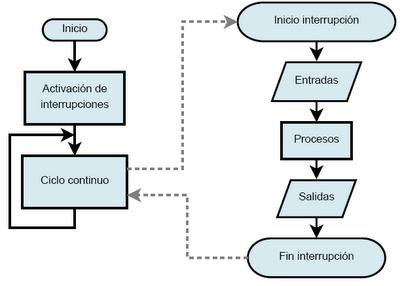 Inicio
Activación de
interrupciones
Ciclo continuo
Inicio interrupción
Entradas
Procesos
Salidas
Fin interrupción